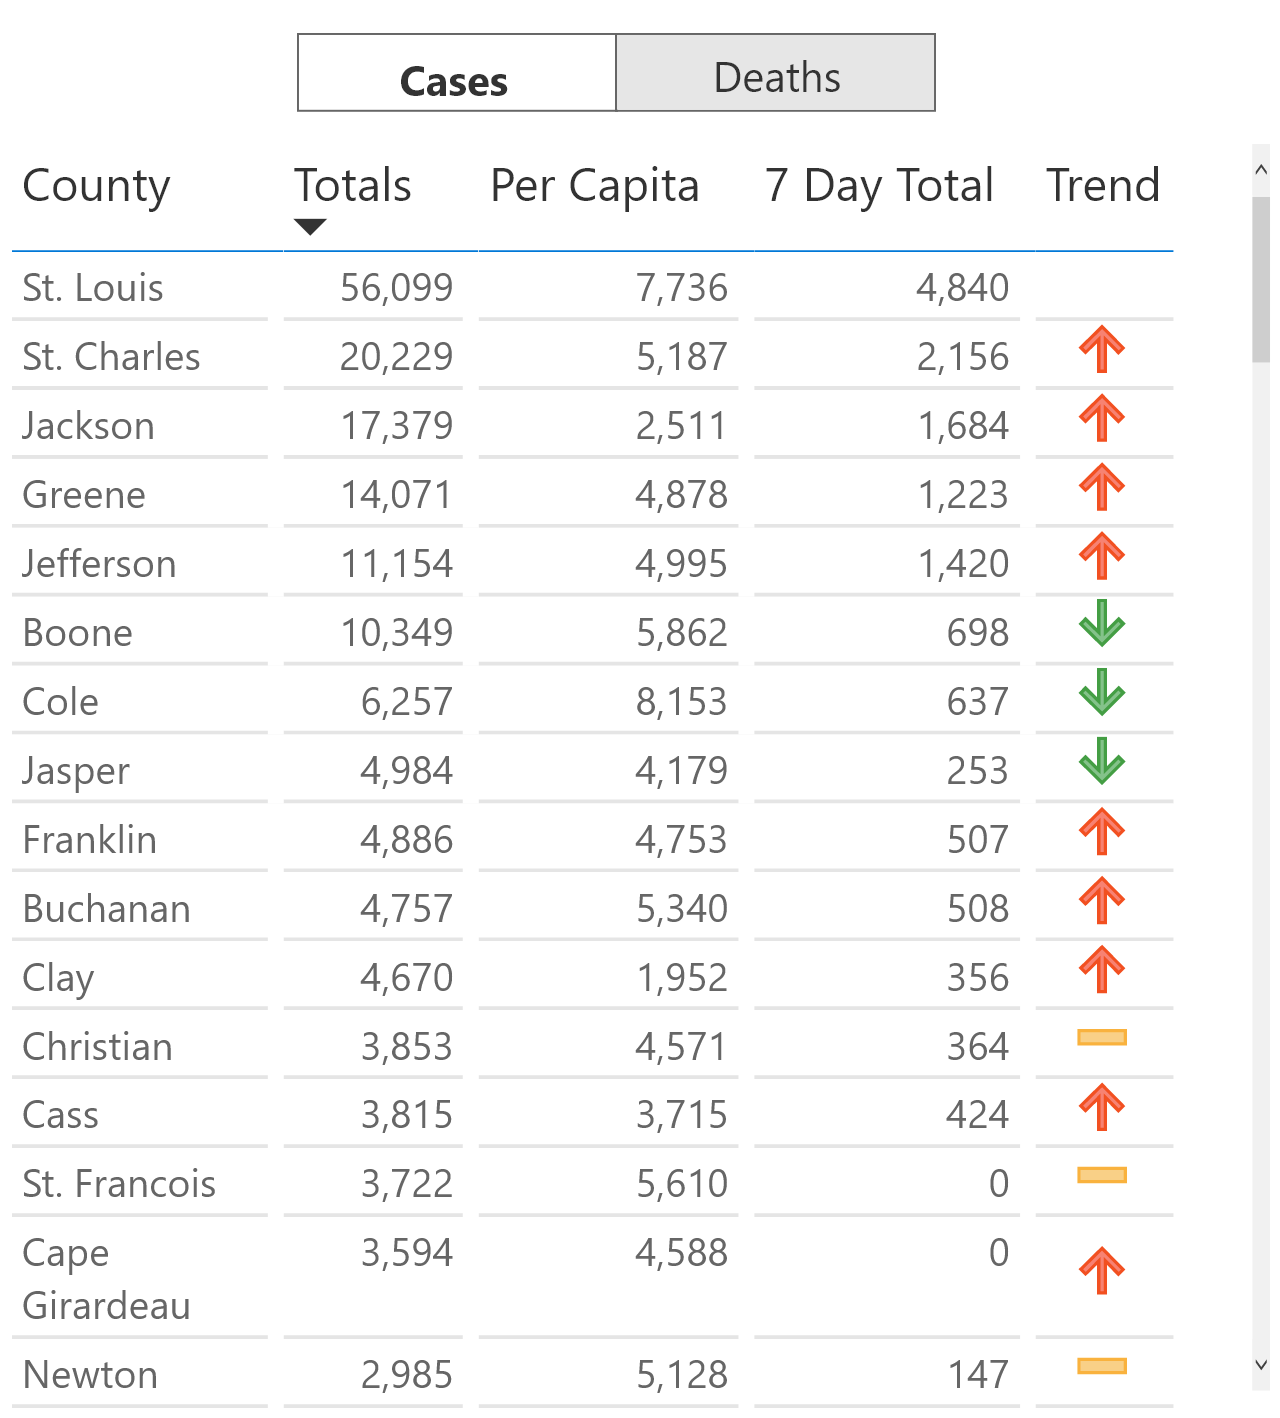 Cases Deaths
County Totals Per Capita 7 Day Total Trend
St. Louis 56,099 7,736 4,840
St. Charles 20,229 5,187 2,156
Jackson 17,379 2,511 1,684
Greene 14,071 4,878 1,223
Jefferson 11,154 4,995 1,420
Boone 10,349 5,862 698
Cole 6,257 8,153 637
Jasper 4,984 4,179 253
Franklin 4,886 4,753 507
Buchanan 4,757 5,340 508
Clay 4,670 1,952 356
Christian 3,853 4,571 364
Cass 3,815 3,715 424
St. Francois 3,722 5,610 0
Cape 3,594 4,588 0
Girardeau
Newton 2,985 5,128 147